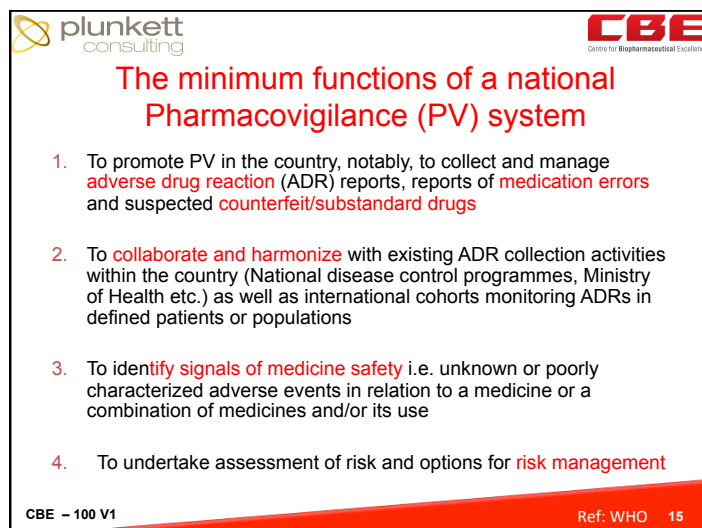 plunkett
consulting
CBE
Centre for Biopharmaceutical Excellence
The minimum functions of a national
Pharmacovigilance (PV) system
1. To promote PV in the country, notably, to collect and manage
adverse drug reaction (ADR) reports, reports of medication errors
and suspected counterfeit/substandard drugs
2. To collaborate and harmonize with existing ADR collection activities
within the country (National disease control programmes, Ministry
of Health etc.) as well as international cohorts monitoring ADRs in
defined patients or populations
3. To identify signals of medicine safety i.e. unknown or poorly
characterized adverse events in relation to a medicine or a
combination of medicines and/or its use
4. To undertake assessment of risk and options for risk management
CBE – 100 V1
Ref: WHO 15